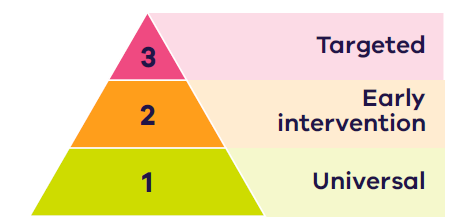 3
Targeted
2
Early
intervention
1
Universal